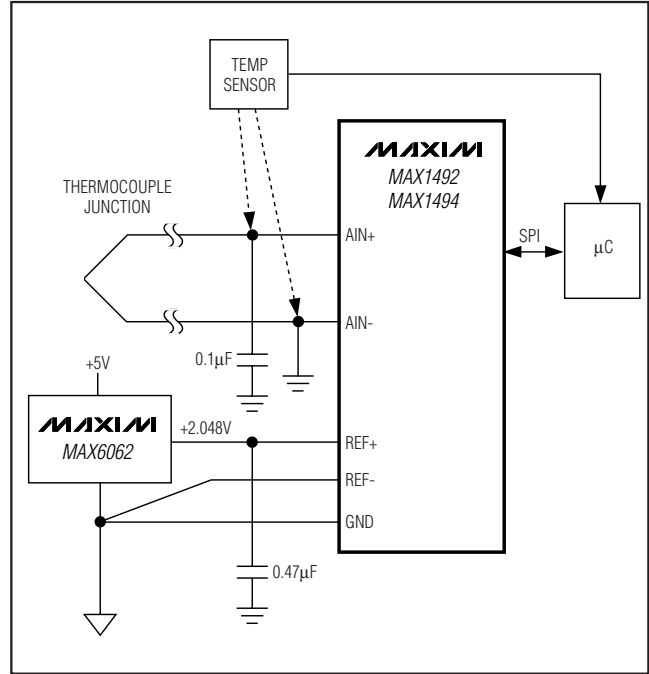 TEMP
SENSOR
MAXIM
MAX1492
MAX1494
THERMOCOUPLE
JUNCTION
AIN+
SPI
μC
AIN-
0.1μF
+5V
MAXIM
MAX6062
+2.048V
REF+
REF-
GND
0.47μF